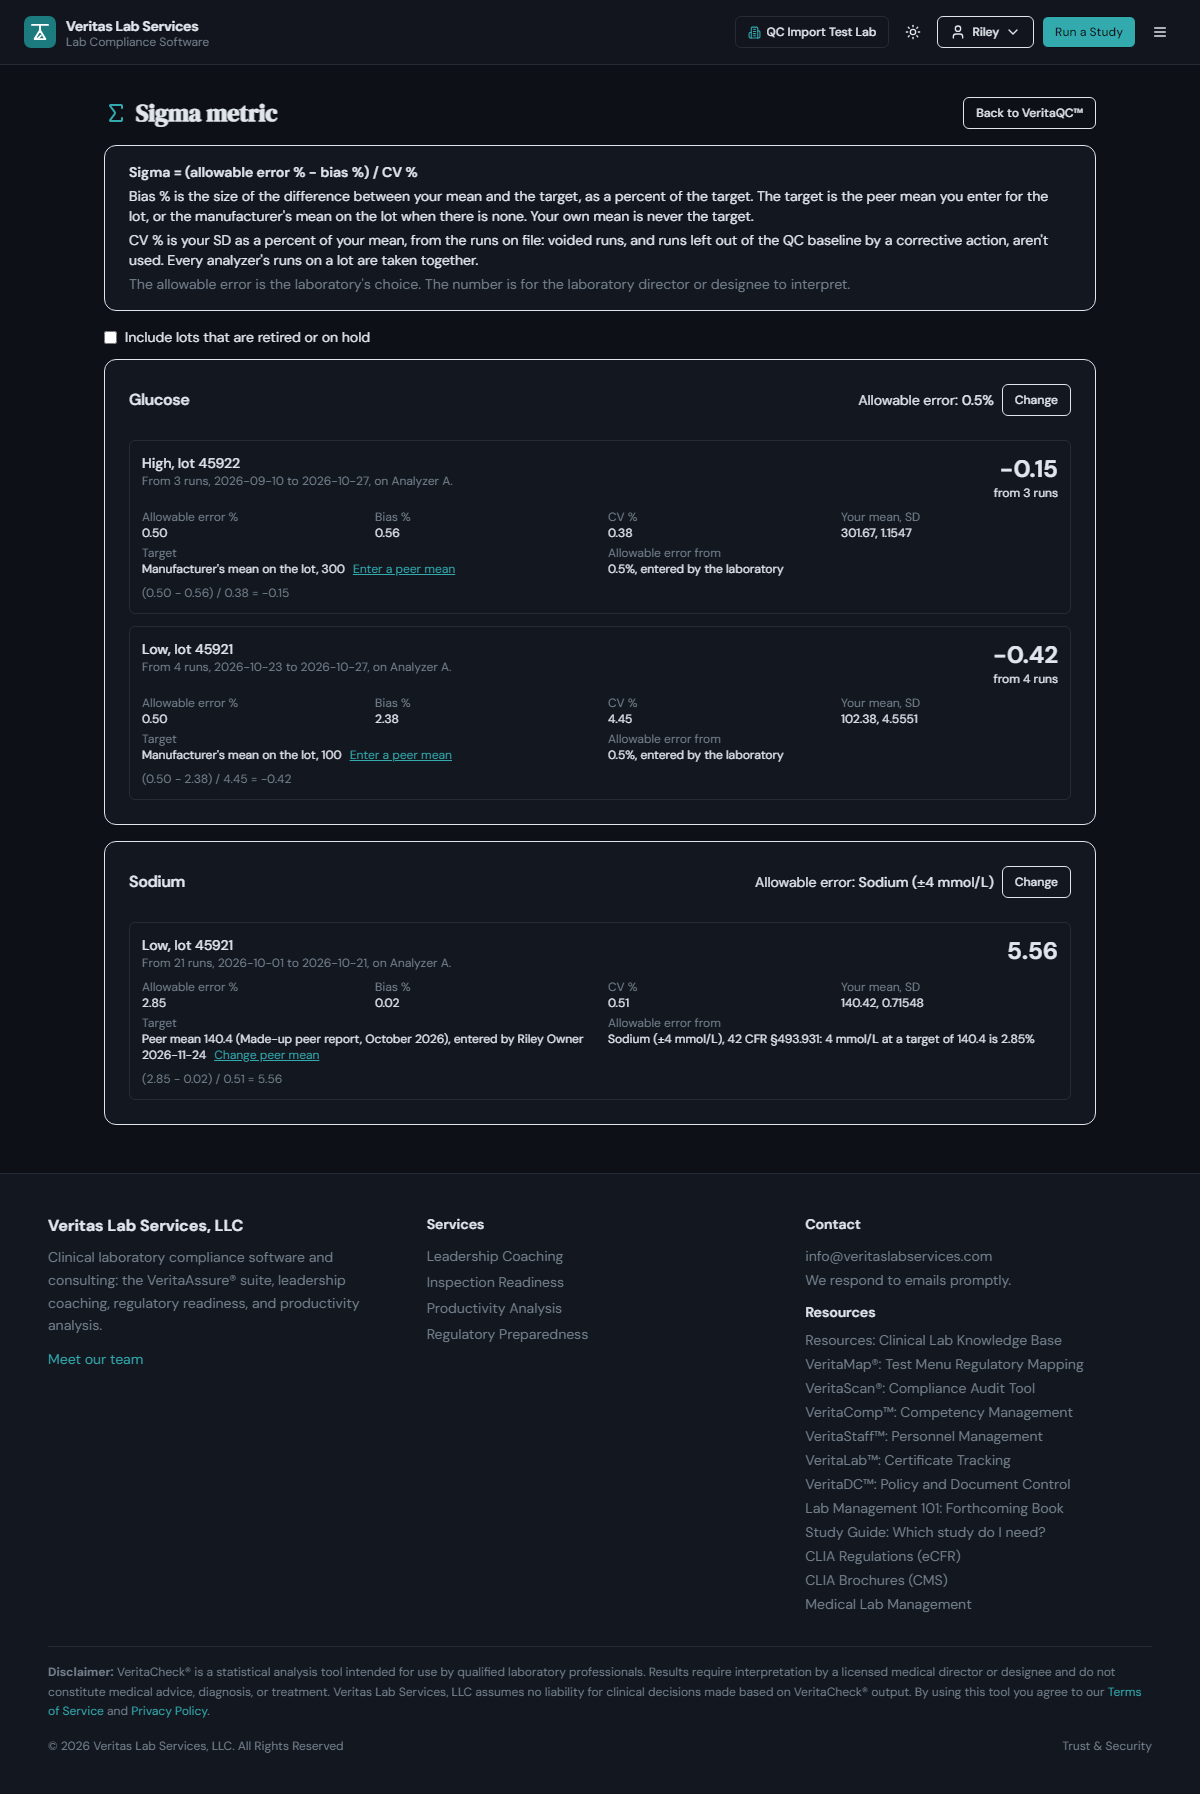 Veritas Lab Services
Lab Compliance Software
QC Import Test Lab
Riley
Run a Study
Σ Sigma metric
Back to VeritaQC™
Sigma = (allowable error % - bias %) / CV %
Bias % is the size of the difference between your mean and the target, as a percent of the target. The target is the peer mean you enter for the
lot, or the manufacturer's mean on the lot when there is none. Your own mean is never the target.
CV % is your SD as a percent of your mean, from the runs on file: voided runs, and runs left out of the QC baseline by a corrective action, aren't
used. Every analyzer's runs on a lot are taken together.
The allowable error is the laboratory's choice. The number is for the laboratory director or designee to interpret.
Include lots that are retired or on hold
Glucose
Allowable error: 0.5%
Change
High, lot 45922
From 3 runs, 2026-09-10 to 2026-10-27, on Analyzer A.
-0.15
from 3 runs
Allowable error %
0.50
Bias %
0.56
CV %
0.38
Your mean, SD
301.67, 1.1547
Target
Manufacturer's mean on the lot, 300 Enter a peer mean
Allowable error from
0.5%, entered by the laboratory
(0.50 - 0.56) / 0.38 = -0.15
Low, lot 45921
From 4 runs, 2026-10-23 to 2026-10-27, on Analyzer A.
-0.42
from 4 runs
Allowable error %
0.50
Bias %
2.38
CV %
4.45
Your mean, SD
102.38, 4.5551
Target
Manufacturer's mean on the lot, 100 Enter a peer mean
Allowable error from
0.5%, entered by the laboratory
(0.50 - 2.38) / 4.45 = -0.42
Sodium
Allowable error: Sodium (±4 mmol/L)
Change
Low, lot 45921
From 21 runs, 2026-10-01 to 2026-10-21, on Analyzer A.
5.56
Allowable error %
2.85
Bias %
0.02
CV %
0.51
Your mean, SD
140.42, 0.71548
Target
Peer mean 140.4 (Made-up peer report, October 2026), entered by Riley Owner
2026-11-24 Change peer mean
Allowable error from
Sodium (±4 mmol/L), 42 CFR §493.931: 4 mmol/L at a target of 140.4 is 2.85%
(2.85 - 0.02) / 0.51 = 5.56
Veritas Lab Services, LLC
Clinical laboratory compliance software and
consulting: the VeritaAssure® suite, leadership
coaching, regulatory readiness, and productivity
analysis.
Meet our team
Services
Leadership Coaching
Inspection Readiness
Productivity Analysis
Regulatory Preparedness
Contact
info@veritaslabservices.com
We respond to emails promptly.
Resources
Resources: Clinical Lab Knowledge Base
VeritaMap®: Test Menu Regulatory Mapping
VeritaScan®: Compliance Audit Tool
VeritaComp™: Competency Management
VeritaStaff™: Personnel Management
VeritaLab™: Certificate Tracking
VeritaDC™: Policy and Document Control
Lab Management 101: Forthcoming Book
Study Guide: Which study do I need?
CLIA Regulations (eCFR)
CLIA Brochures (CMS)
Medical Lab Management
Disclaimer: VeritaCheck® is a statistical analysis tool intended for use by qualified laboratory professionals. Results require interpretation by a licensed medical director or designee and do not
constitute medical advice, diagnosis, or treatment. Veritas Lab Services, LLC assumes no liability for clinical decisions made based on VeritaCheck® output. By using this tool you agree to our Terms
of Service and Privacy Policy.
© 2026 Veritas Lab Services, LLC. All Rights Reserved
Trust & Security